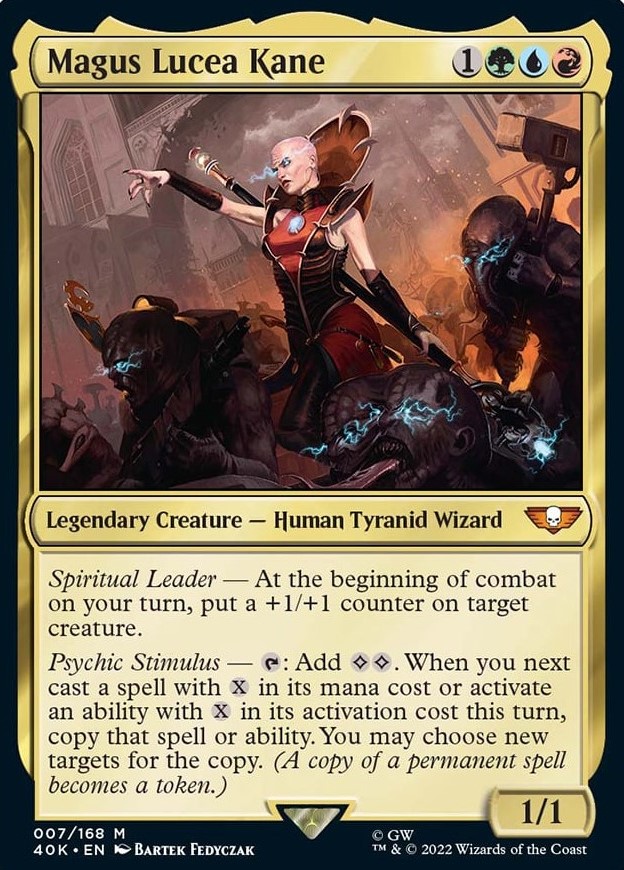 Magus Lucea Kane 1
Legendary Creature — Human Tyranid Wizard
Spiritual Leader — At the beginning of combat
on your turn, put a +1/+1 counter on target
creature.
Psychic Stimulus — : Add . When you next
cast a spell with X in its mana cost or activate
an ability with X in its activation cost this turn,
copy that spell or ability. You may choose new
targets for the copy. (A copy of a permanent spell
becomes a token.)
1/1
007/168 M
40K • EN Bartek Fedyczak
© GW
™ & © 2022 Wizards of the Coast